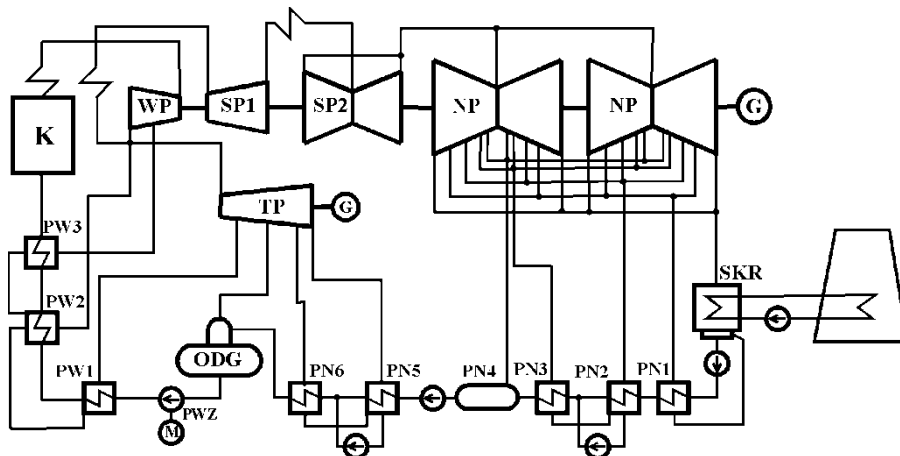 WP
SP1
SP2
NP
NP
G
K
TP
G
PW3
SKR
PW2
ODG
PW1
PN6
PN5
PN4
PN3
PN2
PN1
PWZ
M